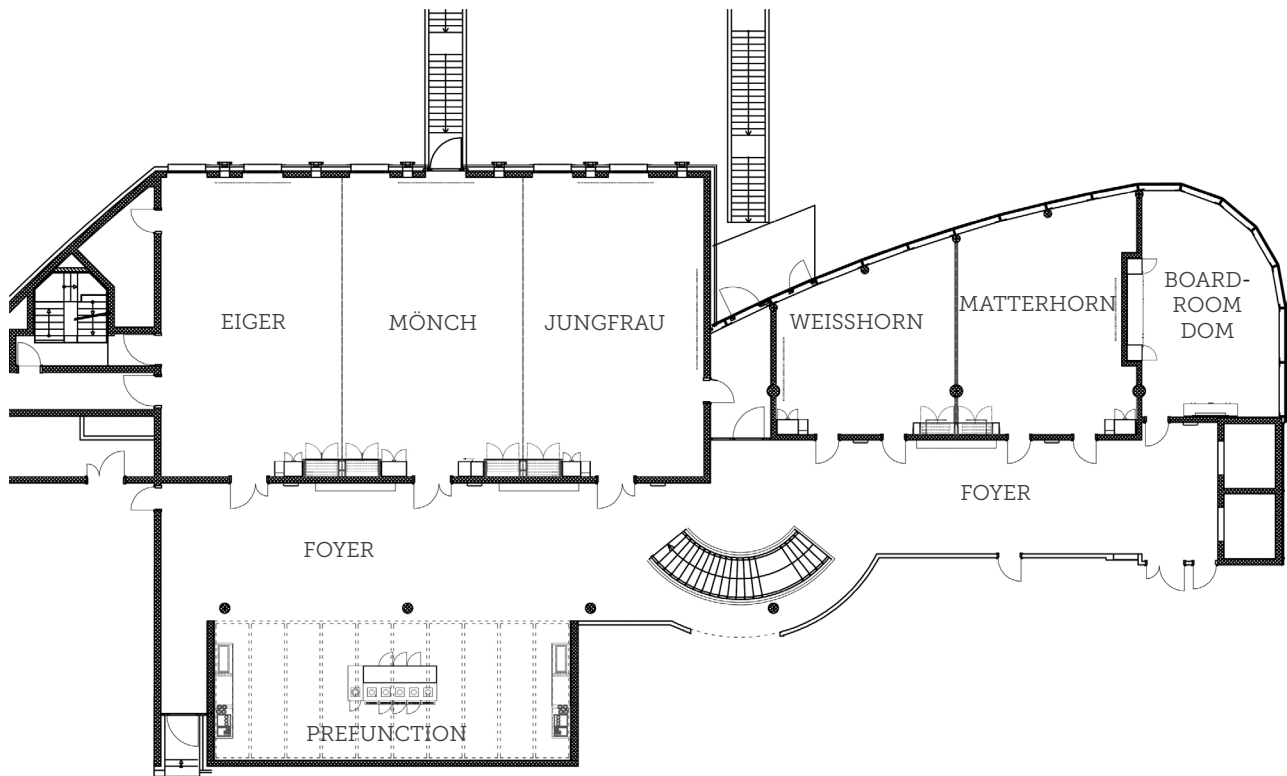 EIGER
MÖNCH
JUNGFRAU
WEISSHORN
MATTERHORN
BOARD-
ROOM
DOM
FOYER
FOYER
PREFUNCTION